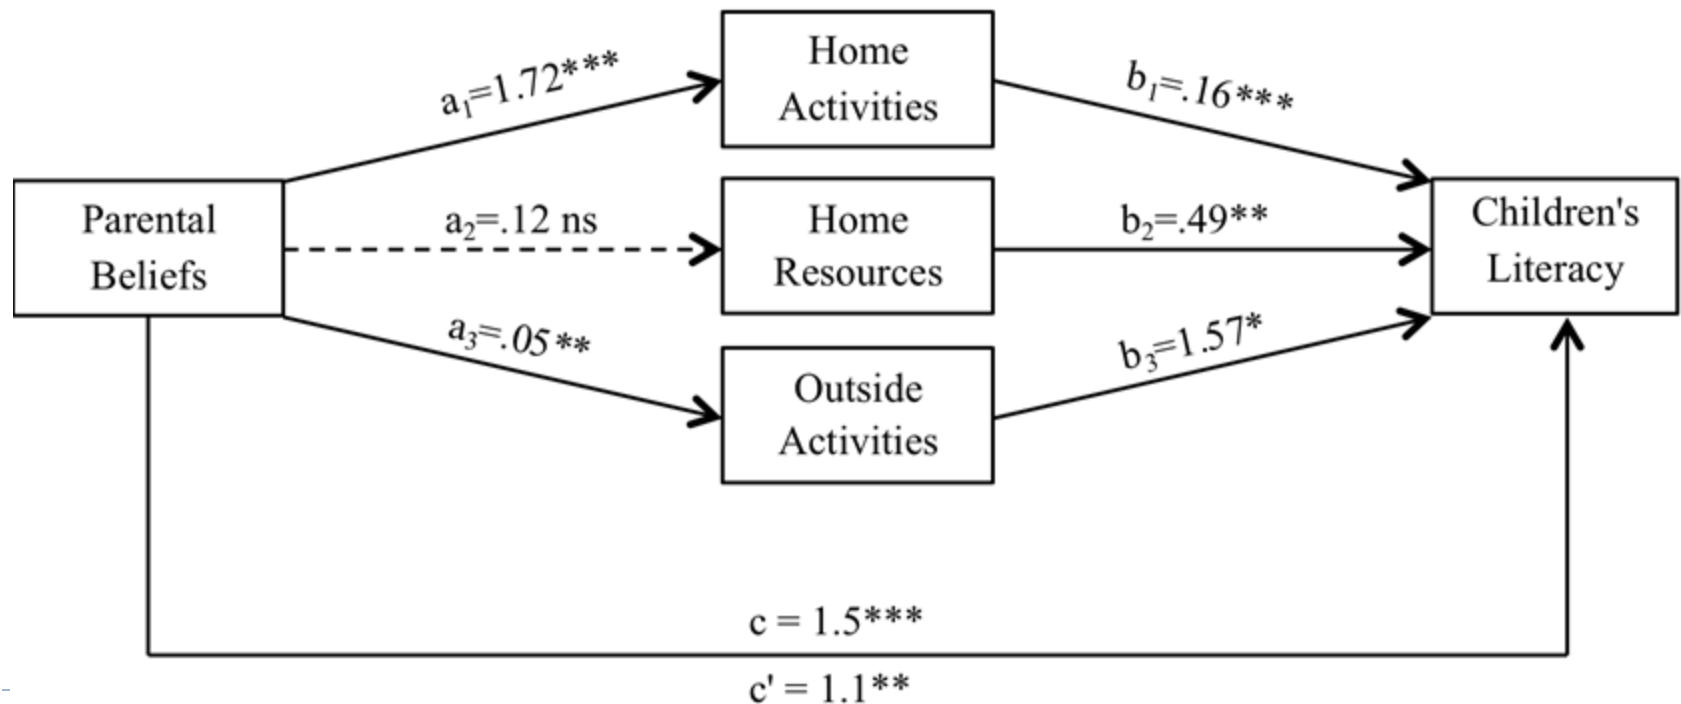 a₁=1.72***
Home
Activities
b₁=.16***
Parental
Beliefs
a₂=.12 ns
Home
Resources
b₂=.49**
Children's
Literacy
a₃=.05**
Outside
Activities
b₃=1.57*
c = 1.5***
c' = 1.1**